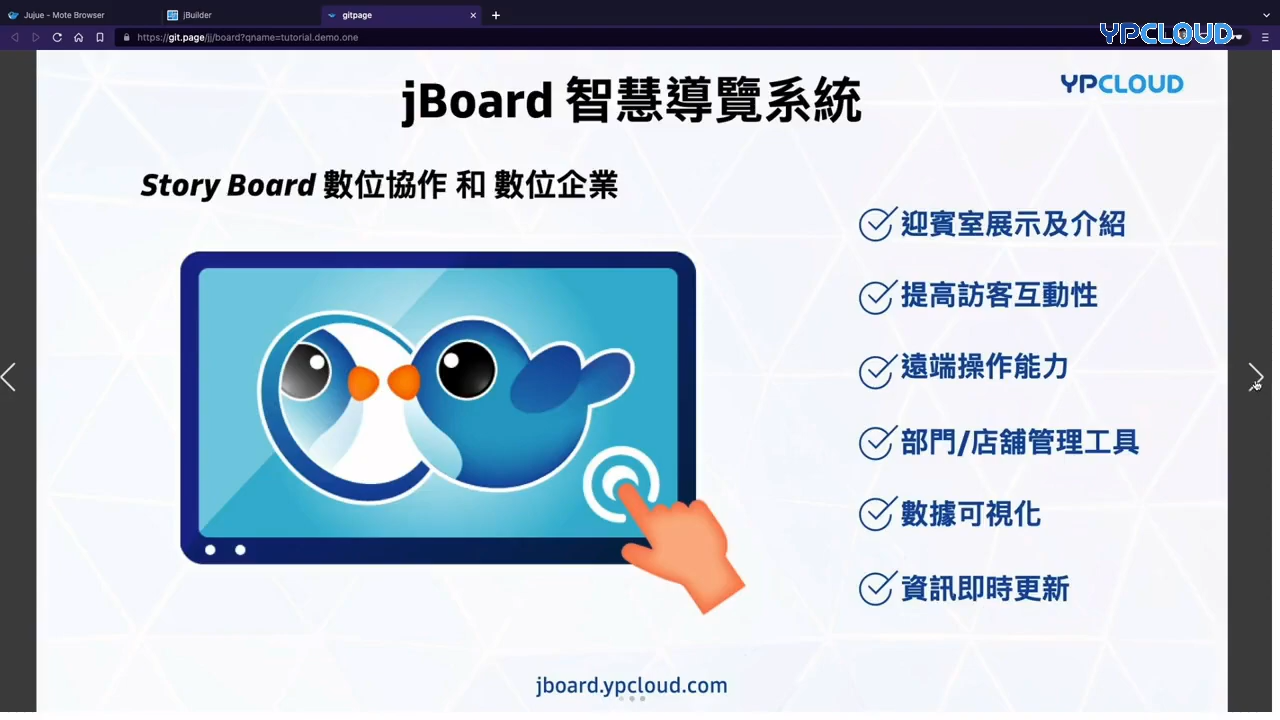 Jujue - Mote Browser
jBuilder
gitpage
https://git.page/jj/board?qname=tutorial.demo.one
YPCLOUD
jBoard 智慧導覽系統
YPCLOUD
Story Board 數位協作 和 數位企業
迎賓室展示及介紹
提高訪客互動性
遠端操作能力
部門/店舖管理工具
數據可視化
資訊即時更新
jboard.ypcloud.com